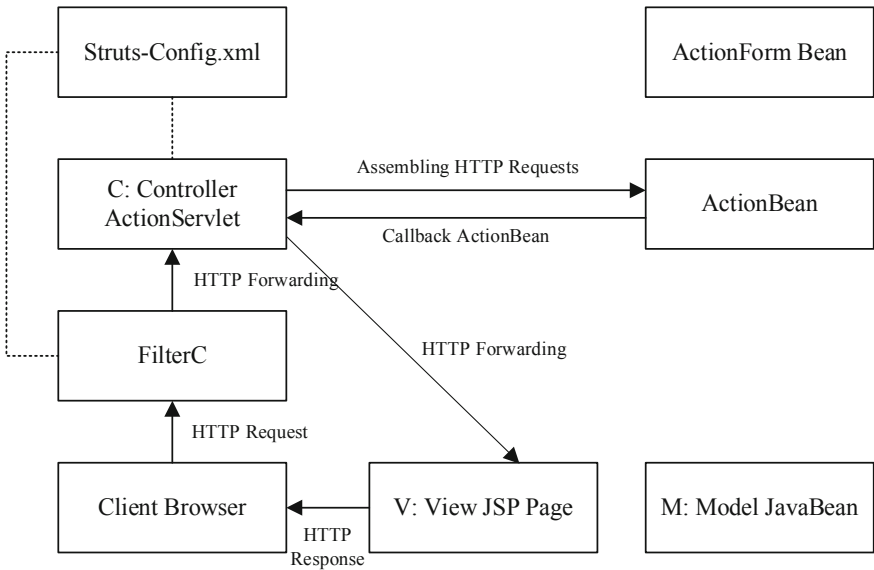 Struts-Config.xml
ActionForm Bean
Assembling HTTP Requests
C: Controller
ActionServlet
ActionBean
Callback ActionBean
HTTP Forwarding
FilterC
HTTP Forwarding
HTTP Request
Client Browser
V: View JSP Page
M: Model JavaBean
HTTP
Response